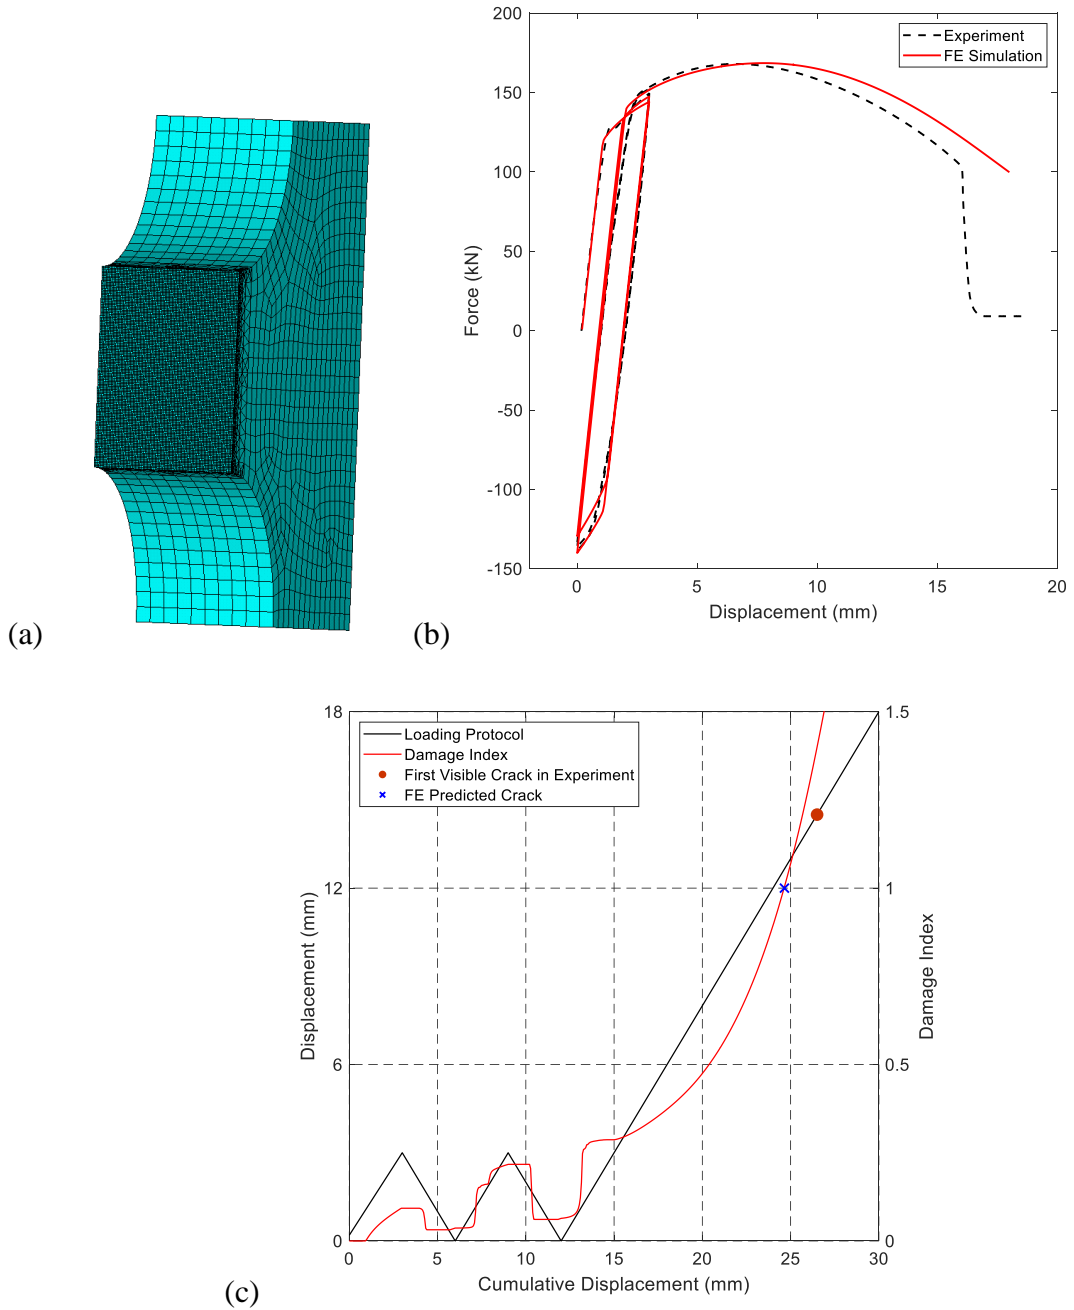 200
150
100
50
0
-50
-100
-150
0
5
10
15
20
Force (kN)
Displacement (mm)
Experiment
FE Simulation
(a)
(b)
18
12
6
0
1.5
1
0.5
0
0
5
10
15
20
25
30
Displacement (mm)
Damage Index
Cumulative Displacement (mm)
Loading Protocol
Damage Index
First Visible Crack in Experiment
FE Predicted Crack
(c)